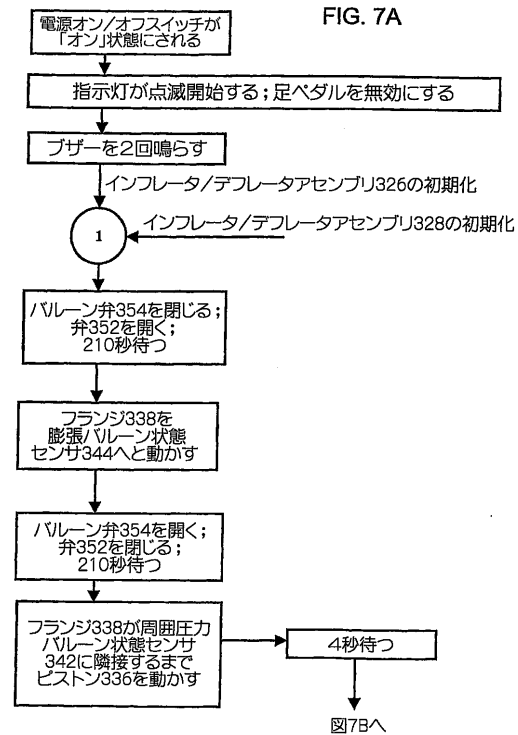 FIG. 7A
電源オン/オフスイッチが
「オン」状態にされる
指示灯が点滅開始する;足ペダルを無効にする
ブザーを2回鳴らす
インフレータ/デフレータアセンブリ326の初期化
1
インフレータ/デフレータアセンブリ328の初期化
バルーン弁354を閉じる;
弁352を開く;
210秒待つ
フランジ338を
膨張バルーン状態
センサ344へと動かす
バルーン弁354を開く;
弁352を閉じる;
210秒待つ
フランジ338が周囲圧力
バルーン状態センサ
342に隣接するまで
ピストン336を動かす
4秒待つ
図7Bへ